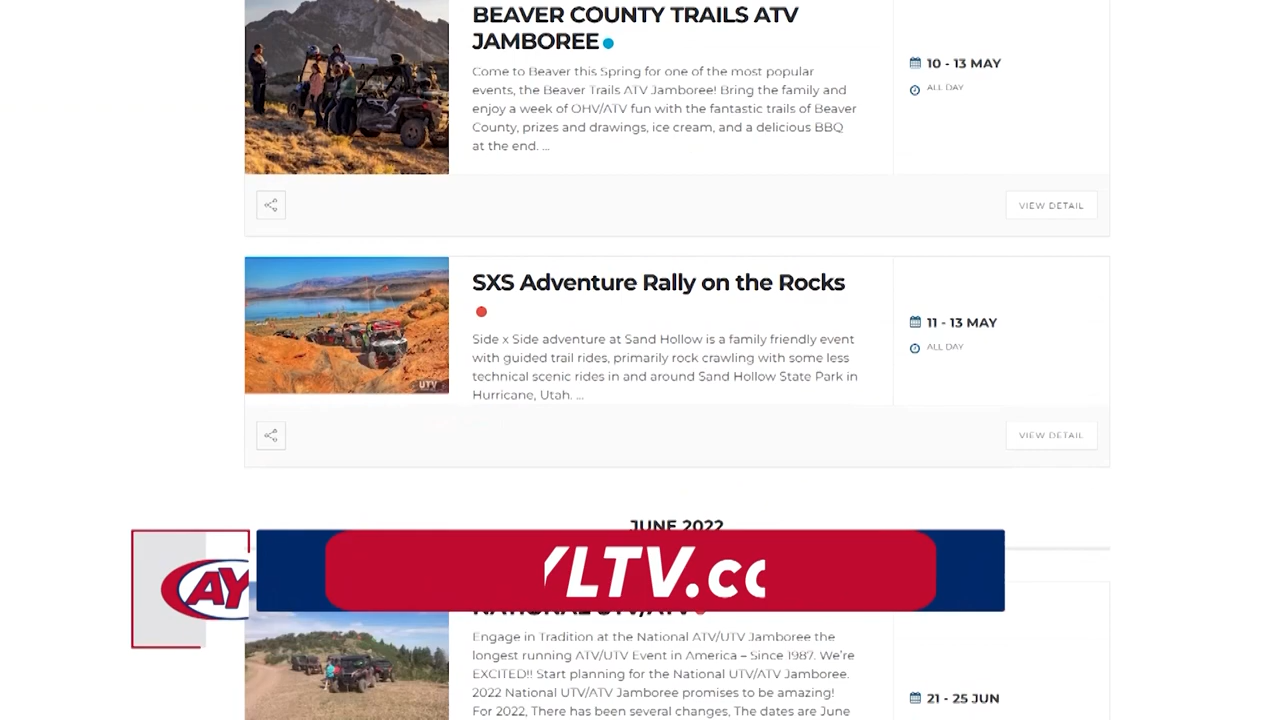 BEAVER COUNTY TRAILS ATV
JAMBOREE
Come to Beaver this Spring for one of the most popular
events, the Beaver Trails ATV Jamboree! Bring the family and
enjoy a week of OHV/ATV fun with the fantastic trails of Beaver
County, prizes and drawings, ice cream, and a delicious BBQ
at the end. ...
10 - 13 MAY
ALL DAY
VIEW DETAIL
SXS Adventure Rally on the Rocks
Side x Side adventure at Sand Hollow is a family friendly event
with guided trail rides, primarily rock crawling with some less
technical scenic rides in and around Sand Hollow State Park in
Hurricane, Utah. ...
UTV
11 - 13 MAY
ALL DAY
VIEW DETAIL
JUNE 2022
AY
YLTV.co
NATIONAL UTV/ATV
Engage in Tradition at the National ATV/UTV Jamboree the
longest running ATV/UTV Event in America – Since 1987. We're
EXCITED!! Start planning for the National UTV/ATV Jamboree.
2022 National UTV/ATV Jamboree promises to be amazing!
For 2022, There has been several changes, The dates are June
21 - 25 JUN